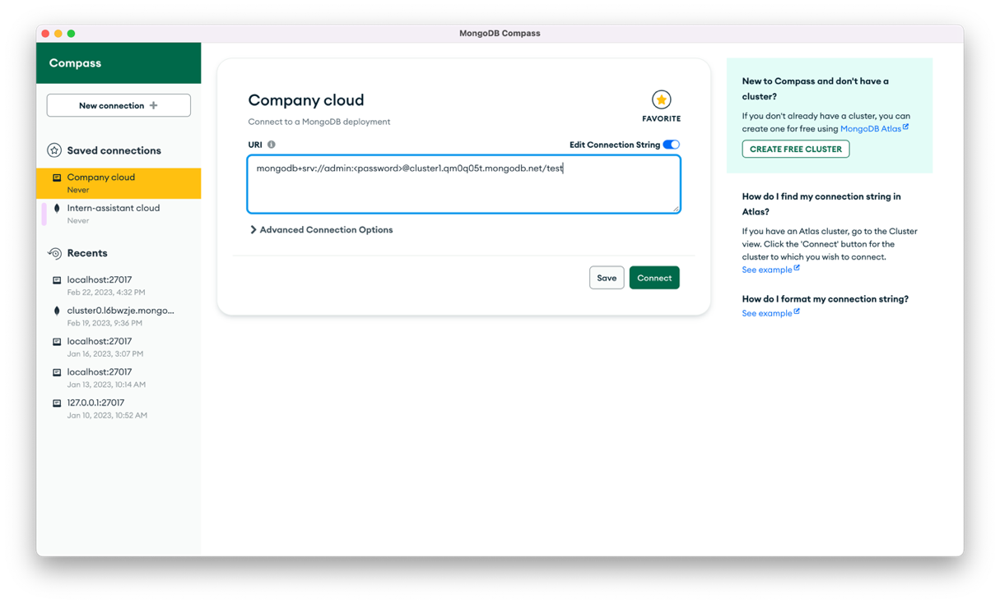 MongoDB Compass
Compass
New connection
Saved connections
Company cloud
Never
Intern-assistant cloud
Never
Recents
localhost:27017
Feb 22, 2023, 4:32 PM
cluster0.l6bwzje.mongo...
Feb 19, 2023, 9:36 PM
localhost:27017
Jan 16, 2023, 3:07 PM
localhost:27017
Jan 13, 2023, 10:14 AM
127.0.0.1:27017
Jan 10, 2023, 10:52 AM
Company cloud
Connect to a MongoDB deployment
FAVORITE
URI
Edit Connection String
mongodb+srv://admin:<password>@cluster1.qm0q05t.mongodb.net/test
Advanced Connection Options
Save
Connect
New to Compass and don't have a
cluster?
If you don't already have a cluster, you can
create one for free using MongoDB Atlas
CREATE FREE CLUSTER
How do I find my connection string in
Atlas?
If you have an Atlas cluster, go to the Cluster
view. Click the 'Connect' button for the
cluster to which you wish to connect.
See example
How do I format my connection string?
See example